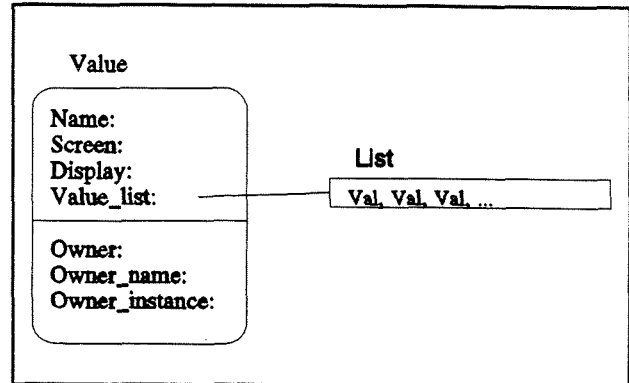 Value
Name:
Screen:
Display:
Value_list:
Owner:
Owner_name:
Owner_instance:
List
Val, Val, Val, ...